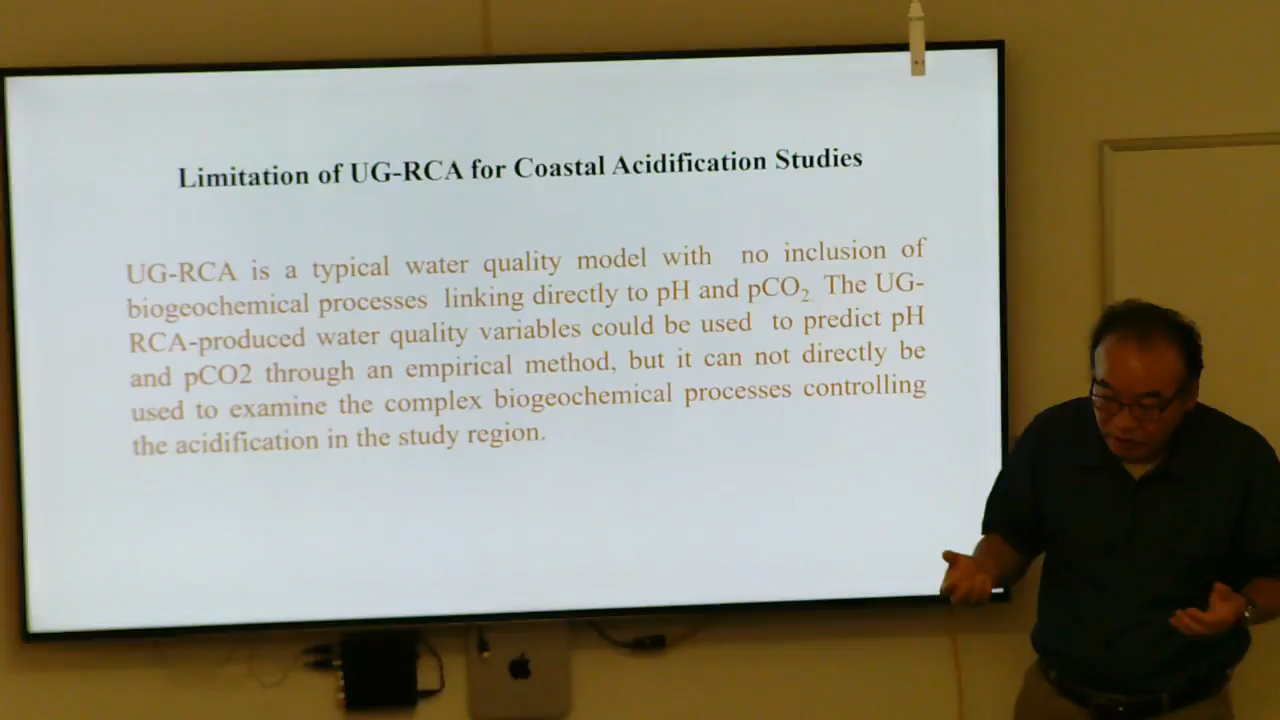 Limitation of UG-RCA for Coastal Acidification Studies
UG-RCA is a typical water quality model with no inclusion of
biogeochemical processes linking directly to pH and pCO₂. The UG-
RCA-produced water quality variables could be used to predict pH
and pCO2 through an empirical method, but it can not directly be
used to examine the complex biogeochemical processes controlling
the acidification in the study region.